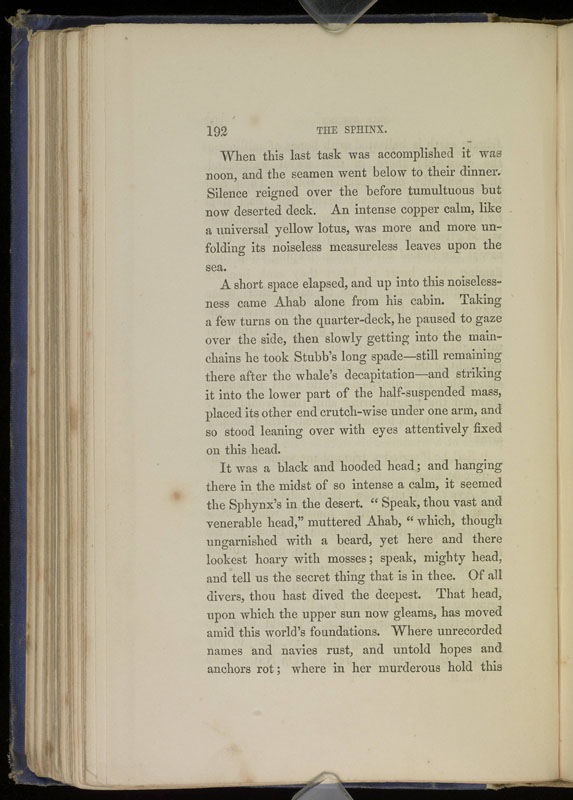 192 THE SPHINX.
When this last task was accomplished it was
noon, and the seamen went below to their dinner.
Silence reigned over the before tumultuous but
now deserted deck. An intense copper calm, like
a universal yellow lotus, was more and more un-
folding its noiseless measureless leaves upon the
sea.
A short space elapsed, and up into this noiseless-
ness came Ahab alone from his cabin. Taking
a few turns on the quarter-deck, he paused to gaze
over the side, then slowly getting into the main-
chains he took Stubb's long spade—still remaining
there after the whale's decapitation—and striking
it into the lower part of the half-suspended mass,
placed its other end crutch-wise under one arm, and
so stood leaning over with eyes attentively fixed
on this head.
It was a black and hooded head; and hanging
there in the midst of so intense a calm, it seemed
the Sphynx's in the desert. "Speak, thou vast and
venerable head," muttered Ahab, "which, though
ungarnished with a beard, yet here and there
lookest hoary with mosses; speak, mighty head,
and tell us the secret thing that is in thee. Of all
divers, thou hast dived the deepest. That head,
upon which the upper sun now gleams, has moved
amid this world's foundations. Where unrecorded
names and navies rust, and untold hopes and
anchors rot; where in her murderous hold this